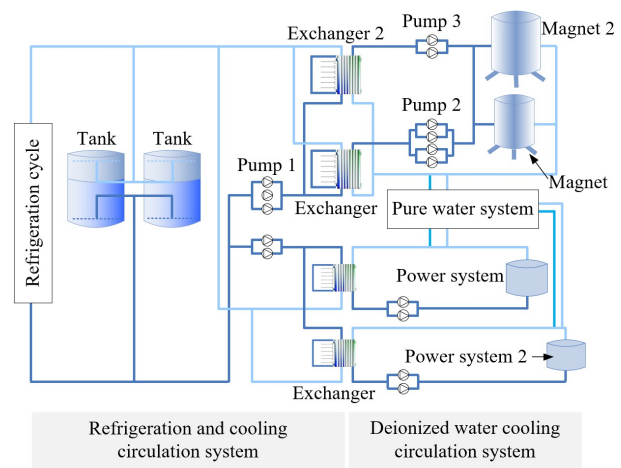 Exchanger 2
Pump 3
Magnet 2
Pump 2
Tank
Tank
Pump 1
Refrigeration cycle
Magnet
Exchanger
Pure water system
Power system
Power system 2
Exchanger
Refrigeration and cooling
circulation system
Deionized water cooling
circulation system